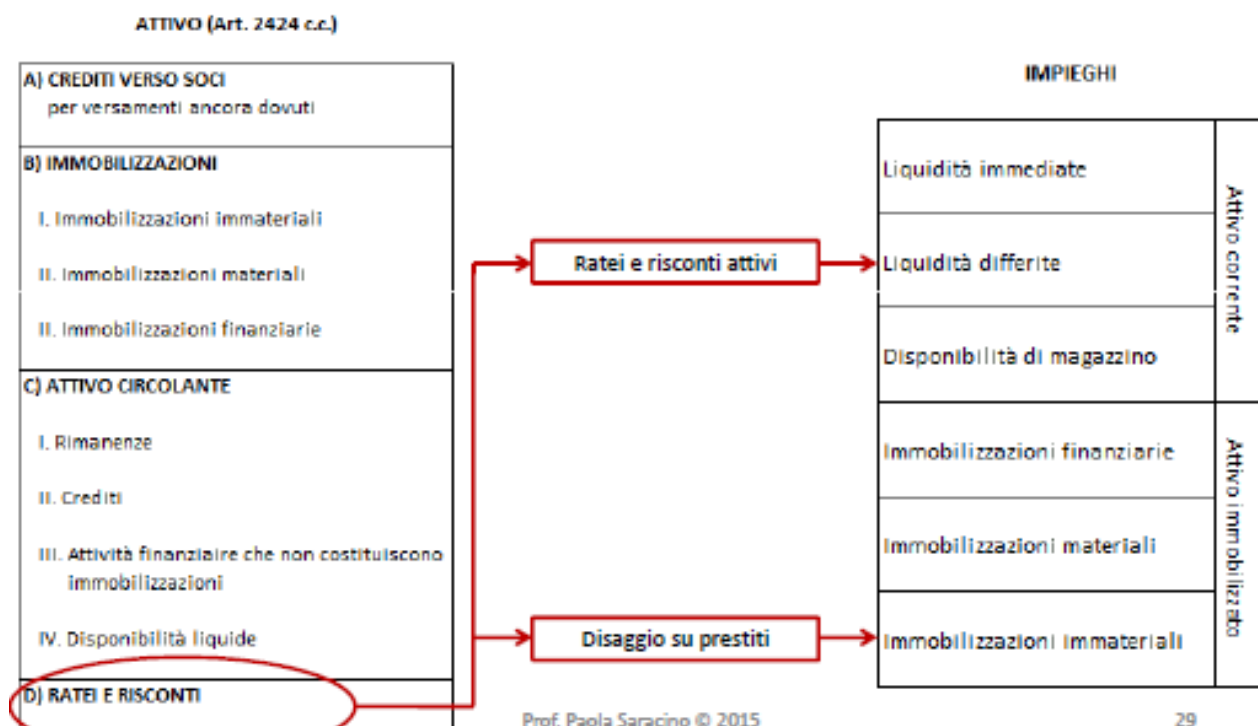 ATTIVO (Art. 2424 c.c.)
A) CREDITI VERSO SOCI
per versamenti ancora dovuti
B) IMMOBILIZZAZIONI
I. Immobilizzazioni immateriali
II. Immobilizzazioni materiali
II. Immobilizzazioni finanziarie
C) ATTIVO CIRCOLANTE
I. Rimanenze
II. Crediti
III. Attività finanziaire che non costituiscono
immobilizzazioni
IV. Disponibilità liquide
D) RATEI E RISCONTI
Ratei e risconti attivi
Disaggio su prestiti
IMPIEGHI
Liquidità immediate
Liquidità differite
Disponibilità di magazzino
Attivo corrente
Immobilizzazioni finanziarie
Immobilizzazioni materiali
Immobilizzazioni immateriali
Attivo immobilizzato
Prof. Paola Saracino © 2015
29